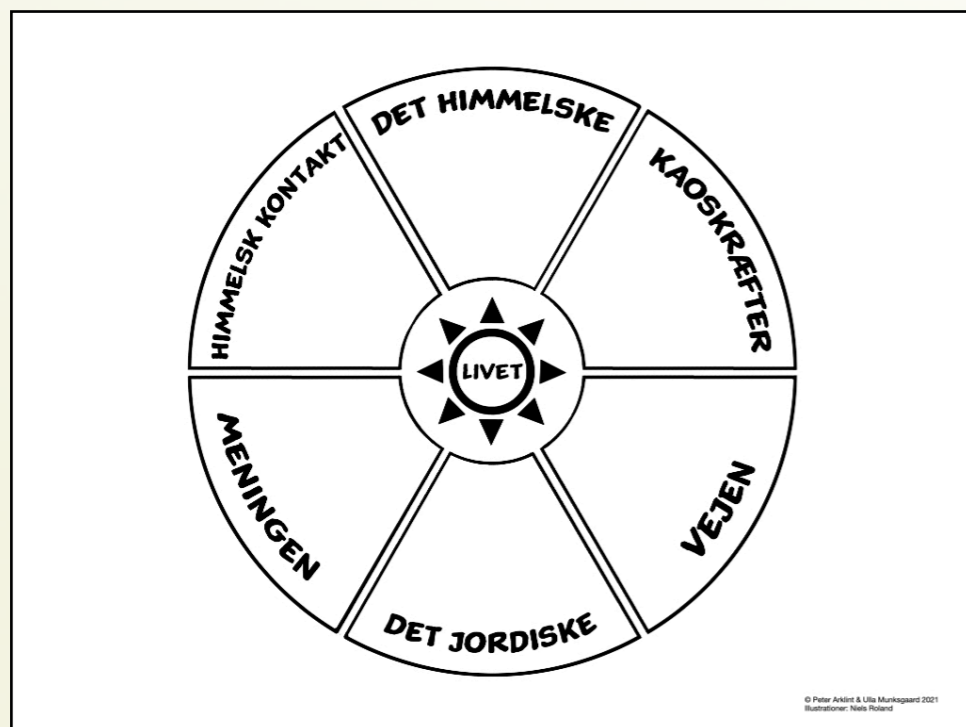 DET HIMMELSKE
KAOSKRÆFTER
VEJEN
DET JORDISKE
MENINGEN
HIMMELSK KONTAKT
LIVET
© Peter Arklint & Ulla Munksgaard 2021
Illustrationer: Niels Roland